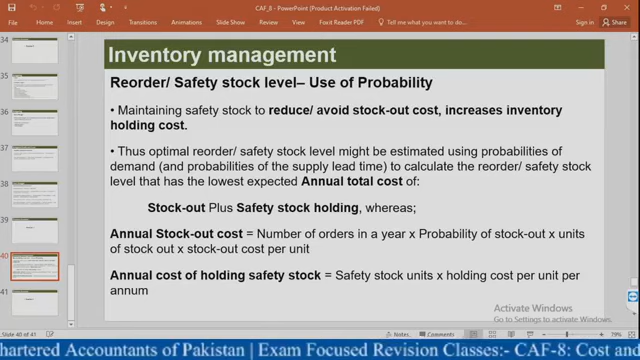 CAF_8 - PowerPoint (Product Activation Failed)
File Home Insert Design Transitions Animations Slide Show Review View Foxit Reader PDF Tell me what you want to do... Sign in Share
34
35
36
37
38
39
40
41
Inventory management
Reorder/ Safety stock level– Use of Probability
• Maintaining safety stock to reduce/ avoid stock-out cost, increases inventory
holding cost.
• Thus optimal reorder/ safety stock level might be estimated using probabilities of
demand (and probabilities of the supply lead time) to calculate the reorder/ safety stock
level that has the lowest expected Annual total cost of:
Stock-out Plus Safety stock holding, whereas;
Annual Stock-out cost = Number of orders in a year x Probability of stock-out x units
of stock out x stock-out cost per unit
Annual cost of holding safety stock = Safety stock units x holding cost per unit per
annum
Activate Windows
Go to Settings to activate Windows.
Slide 40 of 41 Notes Comments 79%
hartered Accountants of Pakistan | Exam Focused Revision Classes:- CAF-8: Cost and